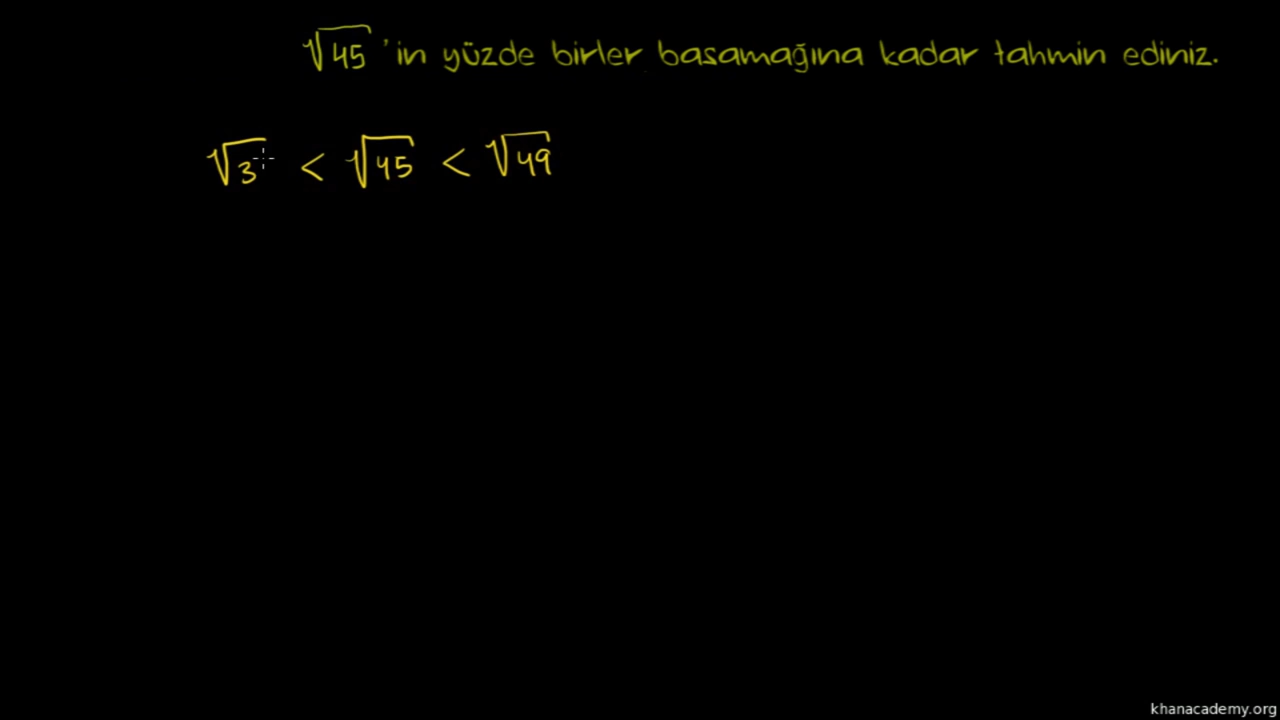 √45 'in yüzde birler basamağına kadar tahmin ediniz.
√3 < √45 < √49
khanacademy.org